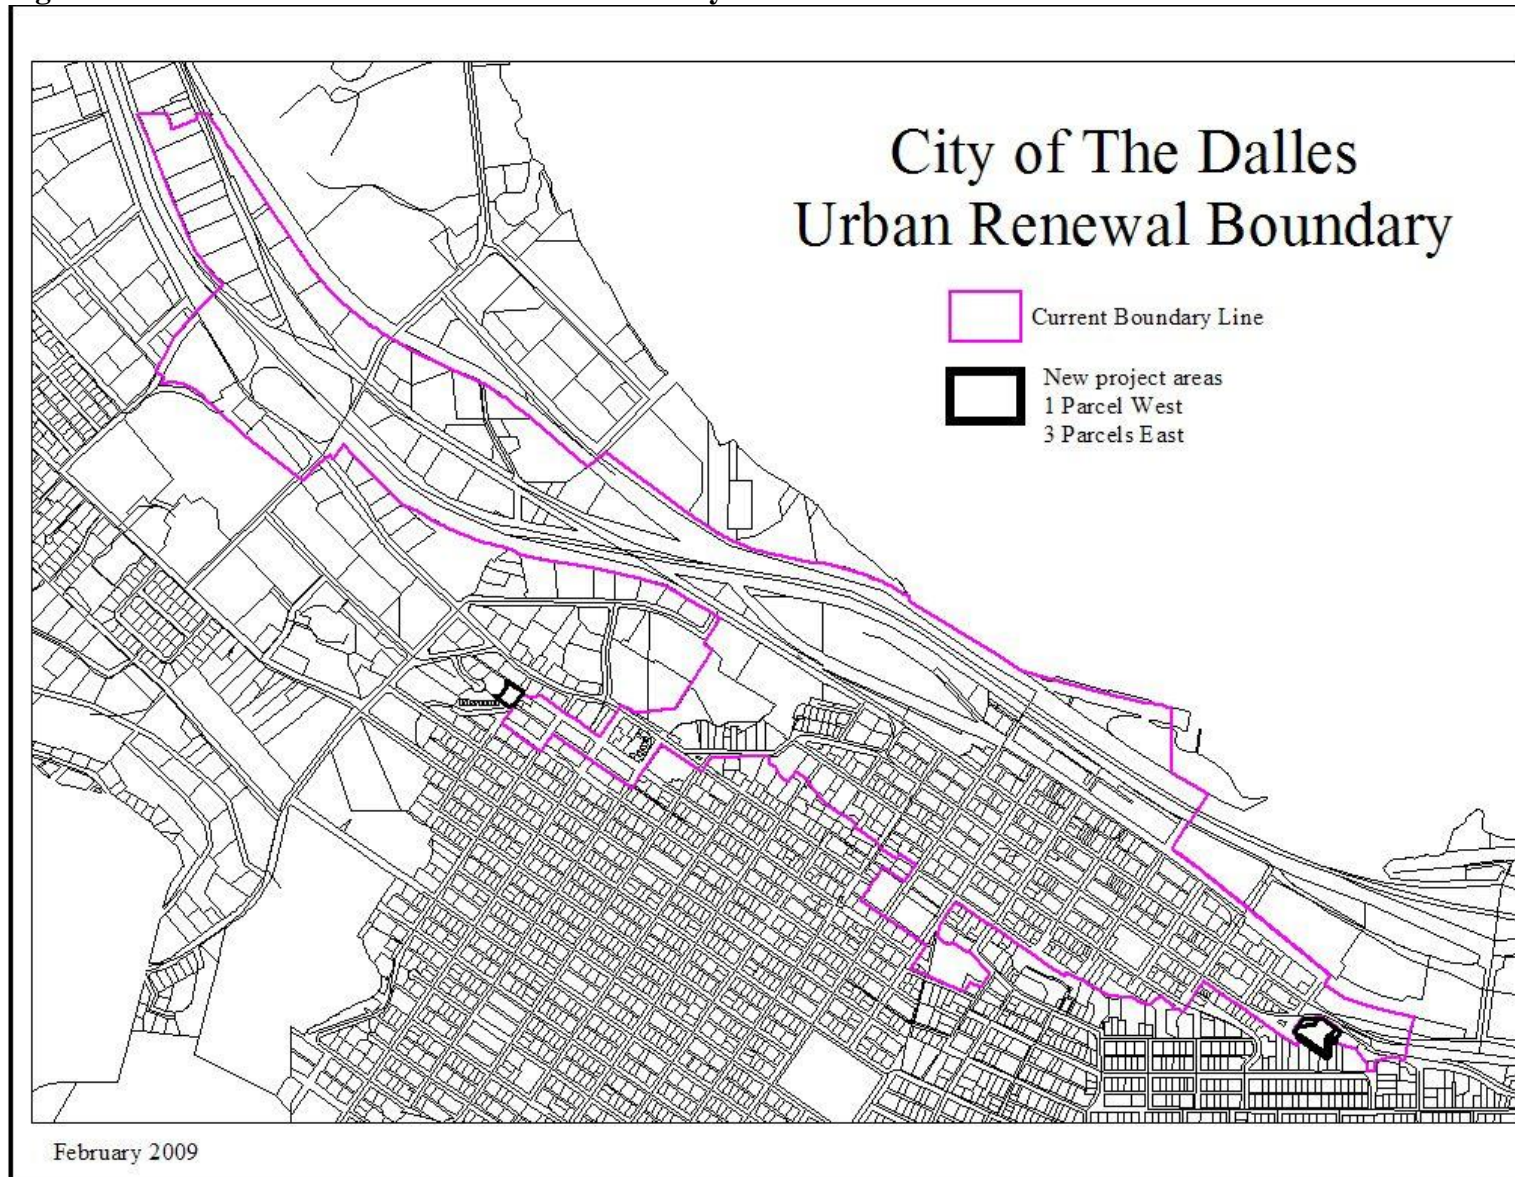 City of The Dalles
Urban Renewal Boundary
Current Boundary Line
New project areas
1 Parcel West
3 Parcels East
February 2009